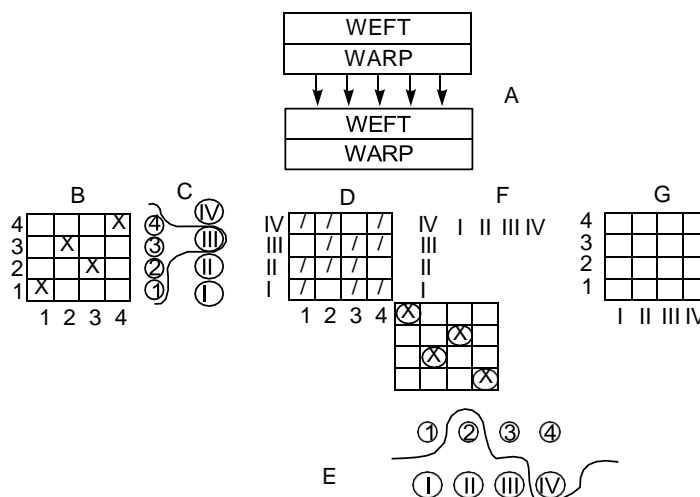 WEFT
WARP
A
WEFT
WARP
B C D F G
4 X 4 IV IV / / / IV I II III IV 4
3 X 3 III III / / / III 3
2 X 2 II II / / / II 2
1 X 1 I I / / / I 1
1 2 3 4 1 2 3 4 I II III IV
X
X
X
X
1 2 3 4
E I II III IV